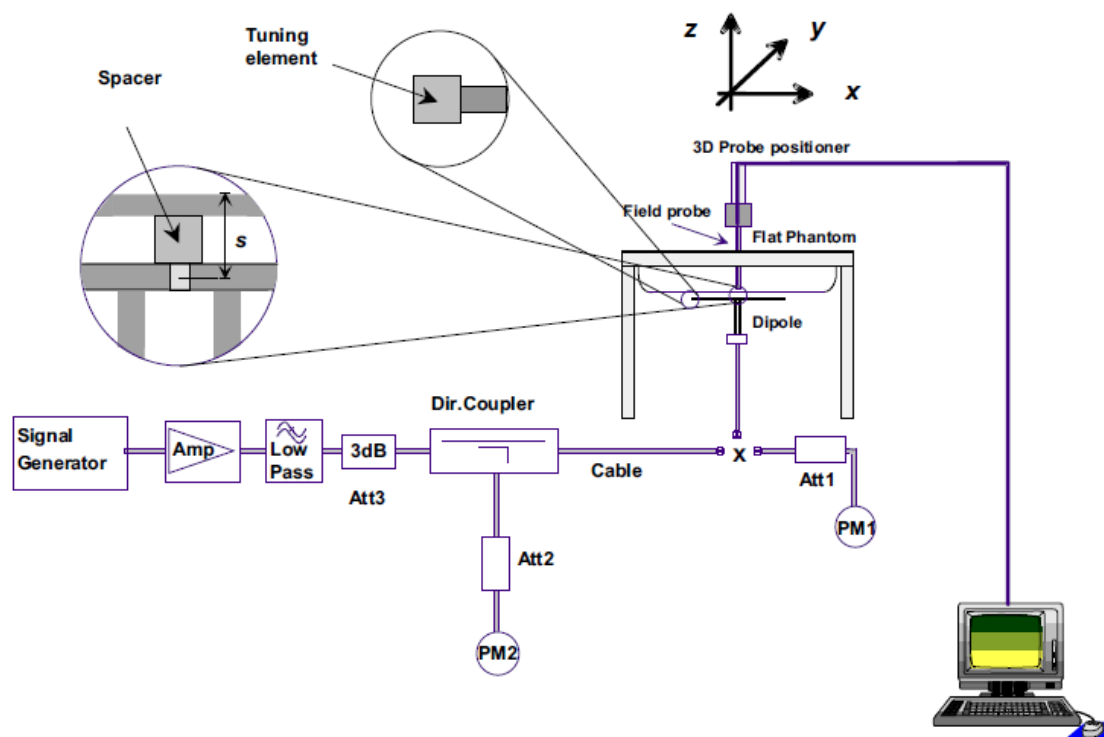 Tuning
element
Spacer
s
z
y
x
3D Probe positioner
Field probe
Flat Phantom
Dipole
Dir.Coupler
Signal
Generator
Amp
Low
Pass
3dB
Att3
Cable
x
Att1
PM1
Att2
PM2